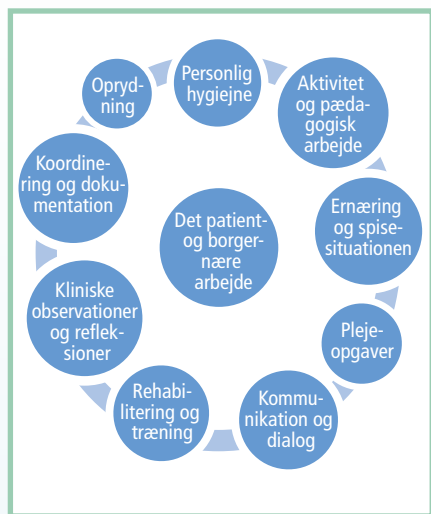 Personlig
hygiejne
Aktivitet
og pæda-
gogisk
arbejde
Ernæring
og spise-
situationen
Pleje-
opgaver
Kommu-
nikation og
dialog
Rehabi-
litering og
træning
Kliniske
observationer
og reflek-
sioner
Koordine-
ring og doku-
mentation
Opryd-
ning
Det patient-
og borger-
nære
arbejde